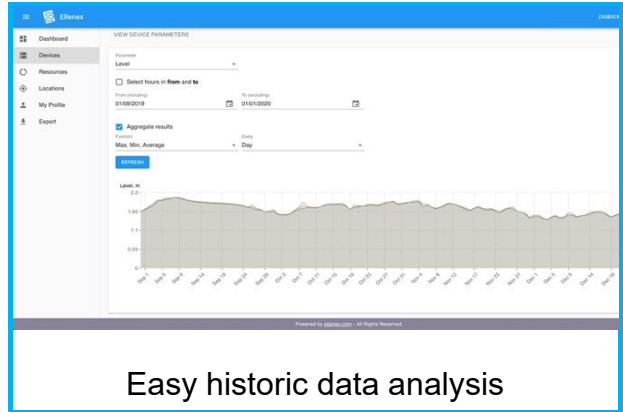 Ellenex
(SUBSCR
Dashboard
Devices
Resources
Locations
My Profile
Export
VIEW DEVICE PARAMETERS
Parameter
Level
Select hours in from and to
From (including)
01/09/2019
To (excluding)
01/01/2020
Aggregate results
Function
Max, Min, Average
Every
Day
REFRESH
Level, m
2.2
1.65
1.1
0.55
0
Sep 1 Sep 5 Sep 9 Sep 14 Sep 19 Sep 24 Sep 29 Oct 3 Oct 7 Oct 11 Oct 15 Oct 19 Oct 23 Oct 27 Oct 31 Nov 4 Nov 8 Nov 12 Nov 17 Nov 22 Nov 27 Dec 1 Dec 5 Dec 9 Dec 14 Dec 19
Powered by ellenex.com - All Rights Reserved.
Easy historic data analysis